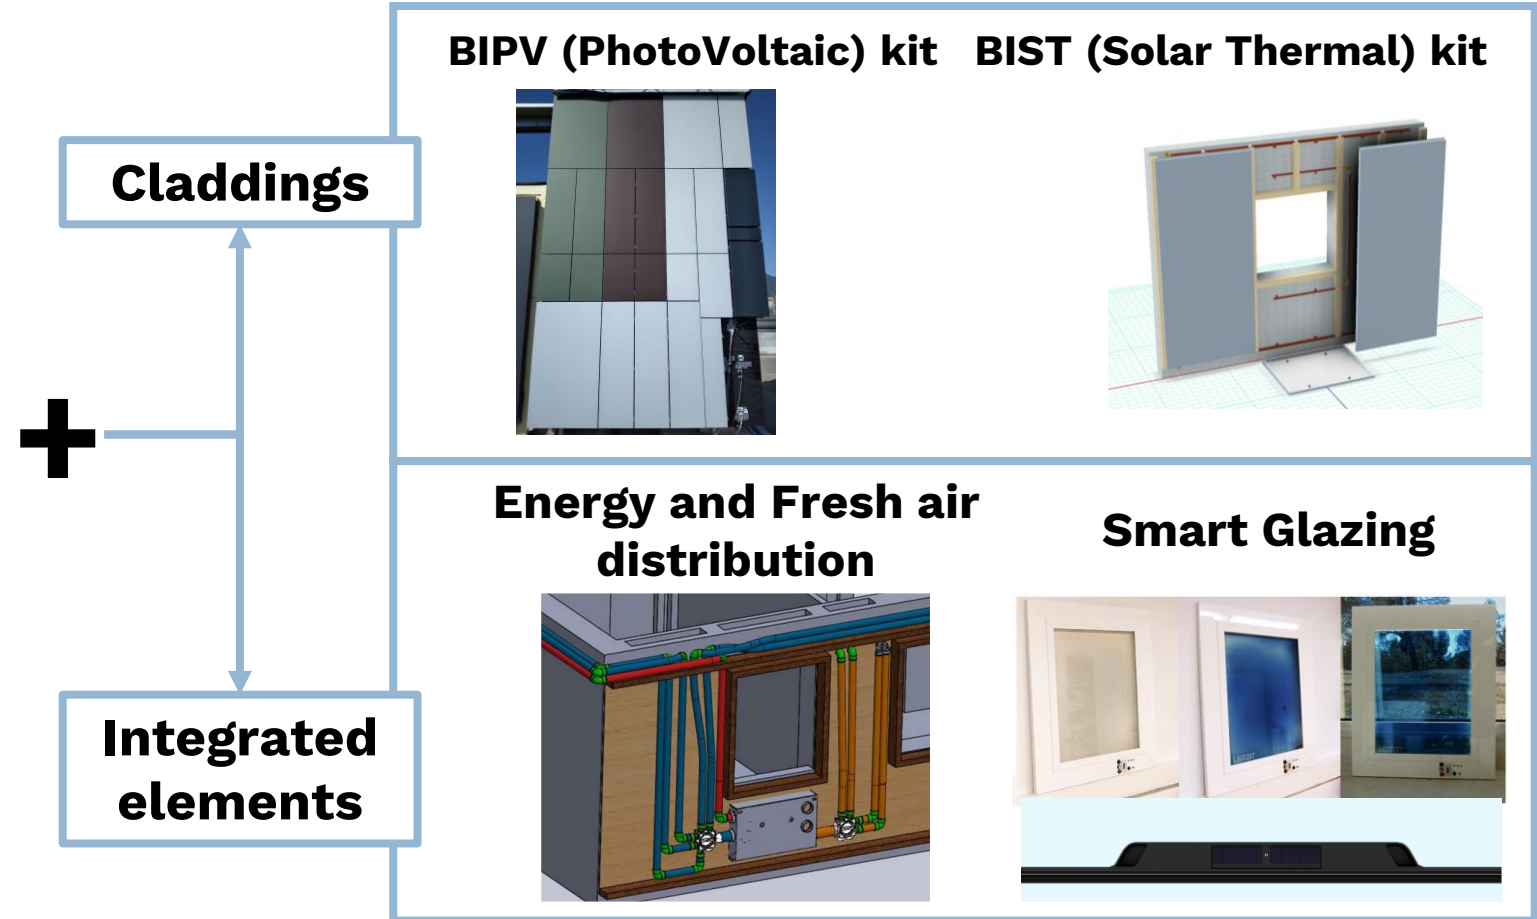 BIPV (PhotoVoltaic) kit
BIST (Solar Thermal) kit
Claddings
+
Energy and Fresh air
distribution
Smart Glazing
Integrated
elements